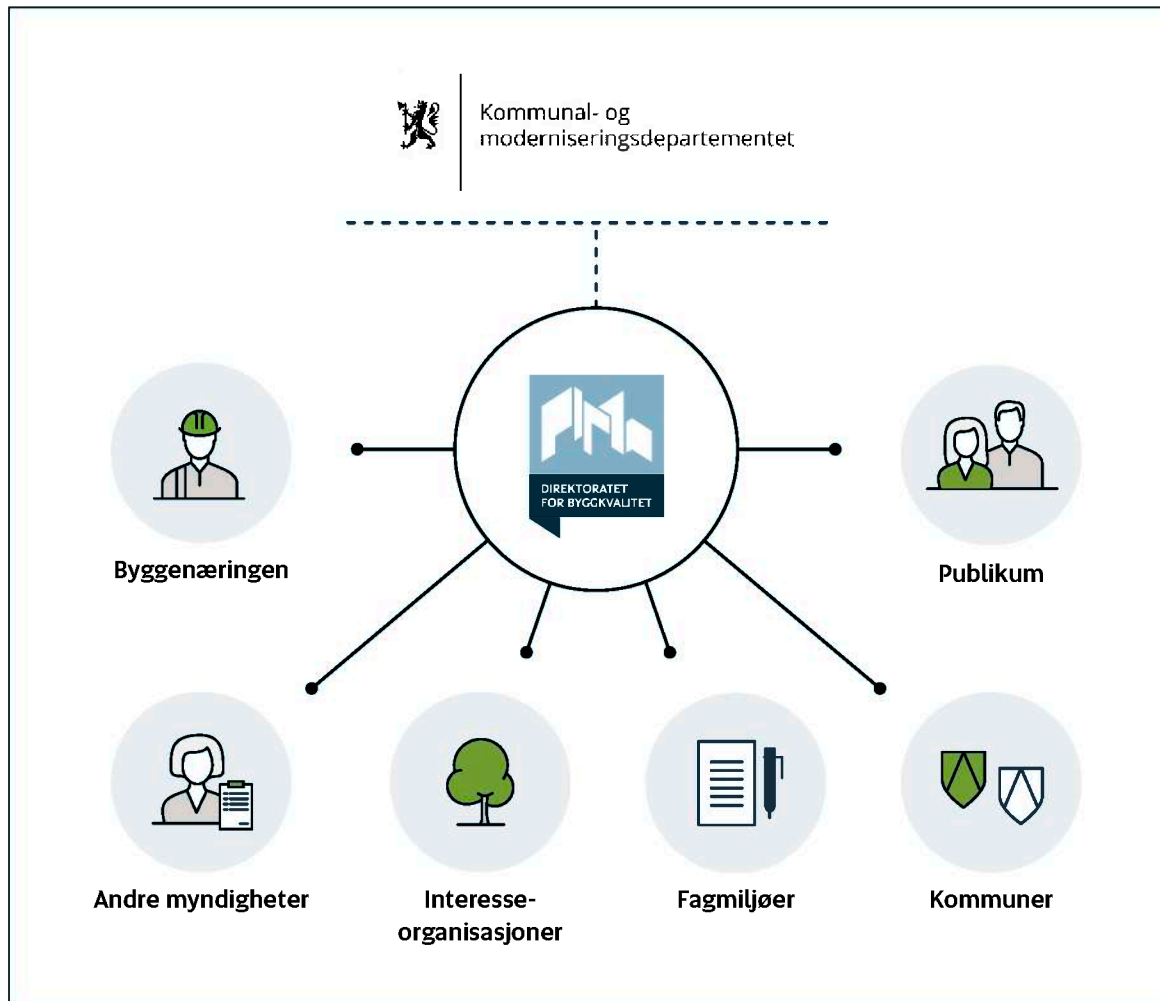 Kommunal- og
moderniseringsdepartementet
DIREKTORATET
FOR BYGGKVALITET
Byggenæringen
Publikum
Andre myndigheter
Interesse-
organisasjoner
Fagmiljøer
Kommuner